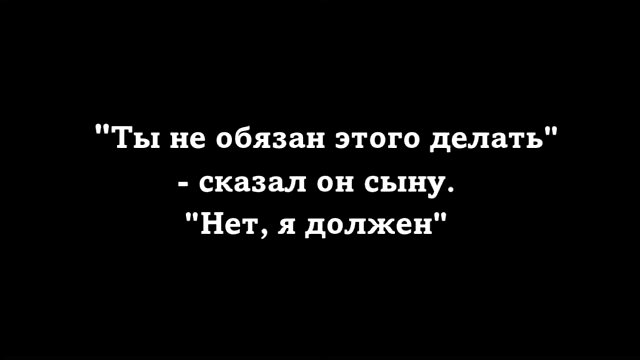 "Ты не обязан этого делать"
- сказал он сыну.
"Нет, я должен"